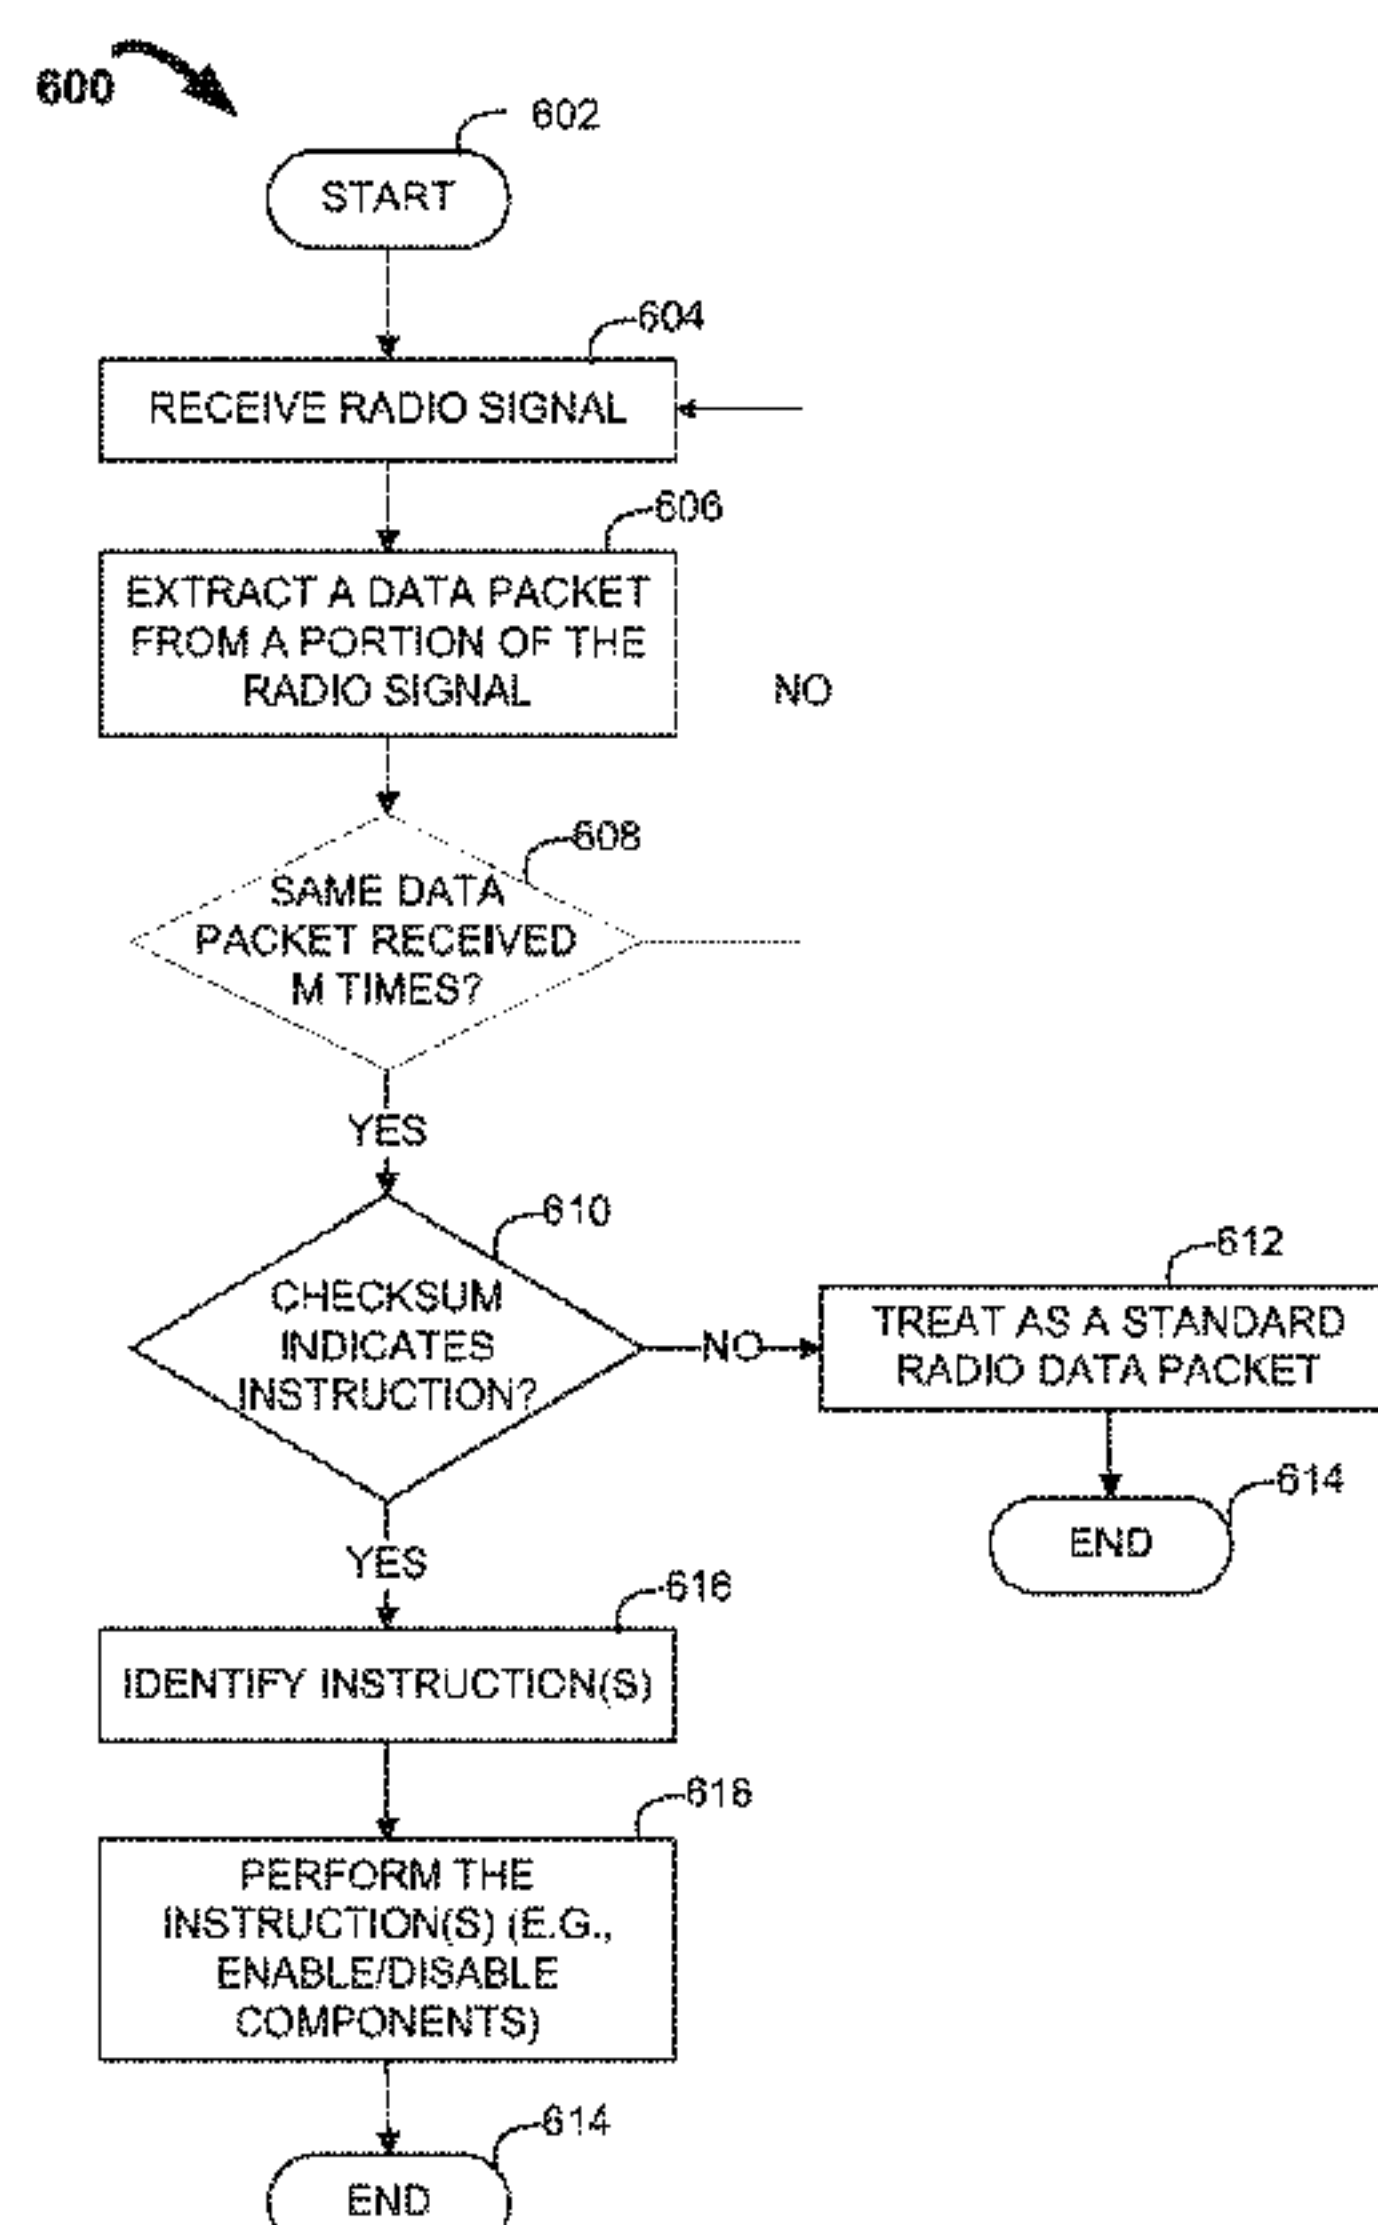 600
602
START
604
RECEIVE RADIO SIGNAL
606
EXTRACT A DATA PACKET
FROM A PORTION OF THE
RADIO SIGNAL
NO
608
SAME DATA
PACKET RECEIVED
M TIMES?
YES
610
CHECKSUM
INDICATES
INSTRUCTION?
NO
612
TREAT AS A STANDARD
RADIO DATA PACKET
614
END
YES
616
IDENTIFY INSTRUCTION(S)
618
PERFORM THE
INSTRUCTION(S) (E.G.,
ENABLE/DISABLE
COMPONENTS)
614
END